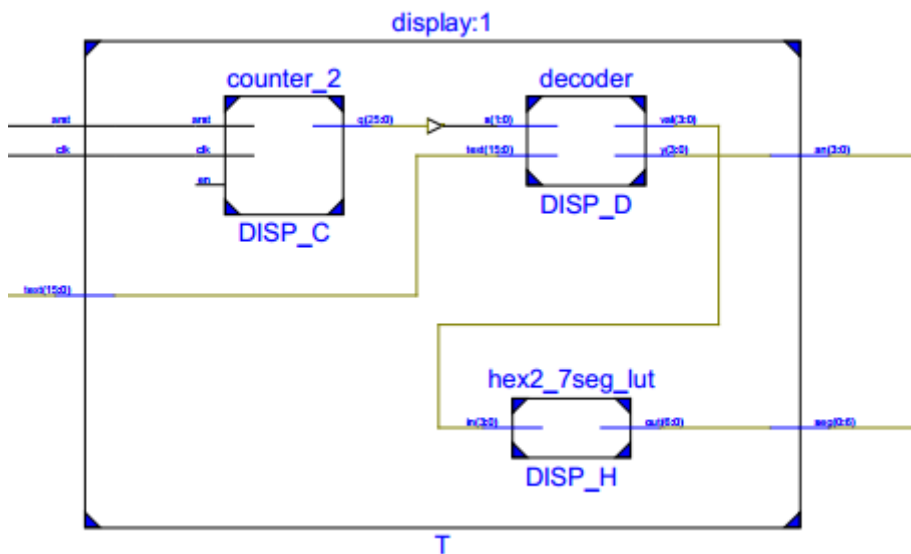 display:1
counter_2
decoder
arst
arst
q(25:0)
a(1:0)
val(3:0)
clk
clk
text(15:0)
y(3:0)
an(3:0)
en
DISP_C
DISP_D
text(15:0)
hex2_7seg_lut
in(3:0)
out(6:0)
seg(0:6)
DISP_H
T